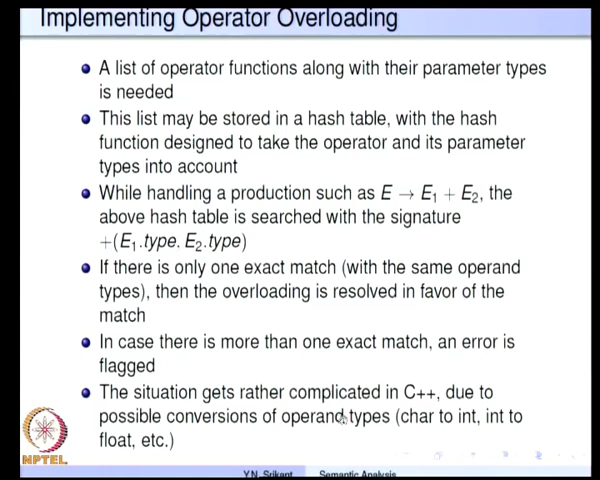 Implementing Operator Overloading
A list of operator functions along with their parameter types
is needed
This list may be stored in a hash table, with the hash
function designed to take the operator and its parameter
types into account
While handling a production such as E → E₁ + E₂, the
above hash table is searched with the signature
+(E₁.type. E₂.type)
If there is only one exact match (with the same operand
types), then the overloading is resolved in favor of the
match
In case there is more than one exact match, an error is
flagged
The situation gets rather complicated in C++, due to
possible conversions of operand types (char to int, int to
float, etc.)
NPTEL
Y.N. Srikant Semantic Analysis